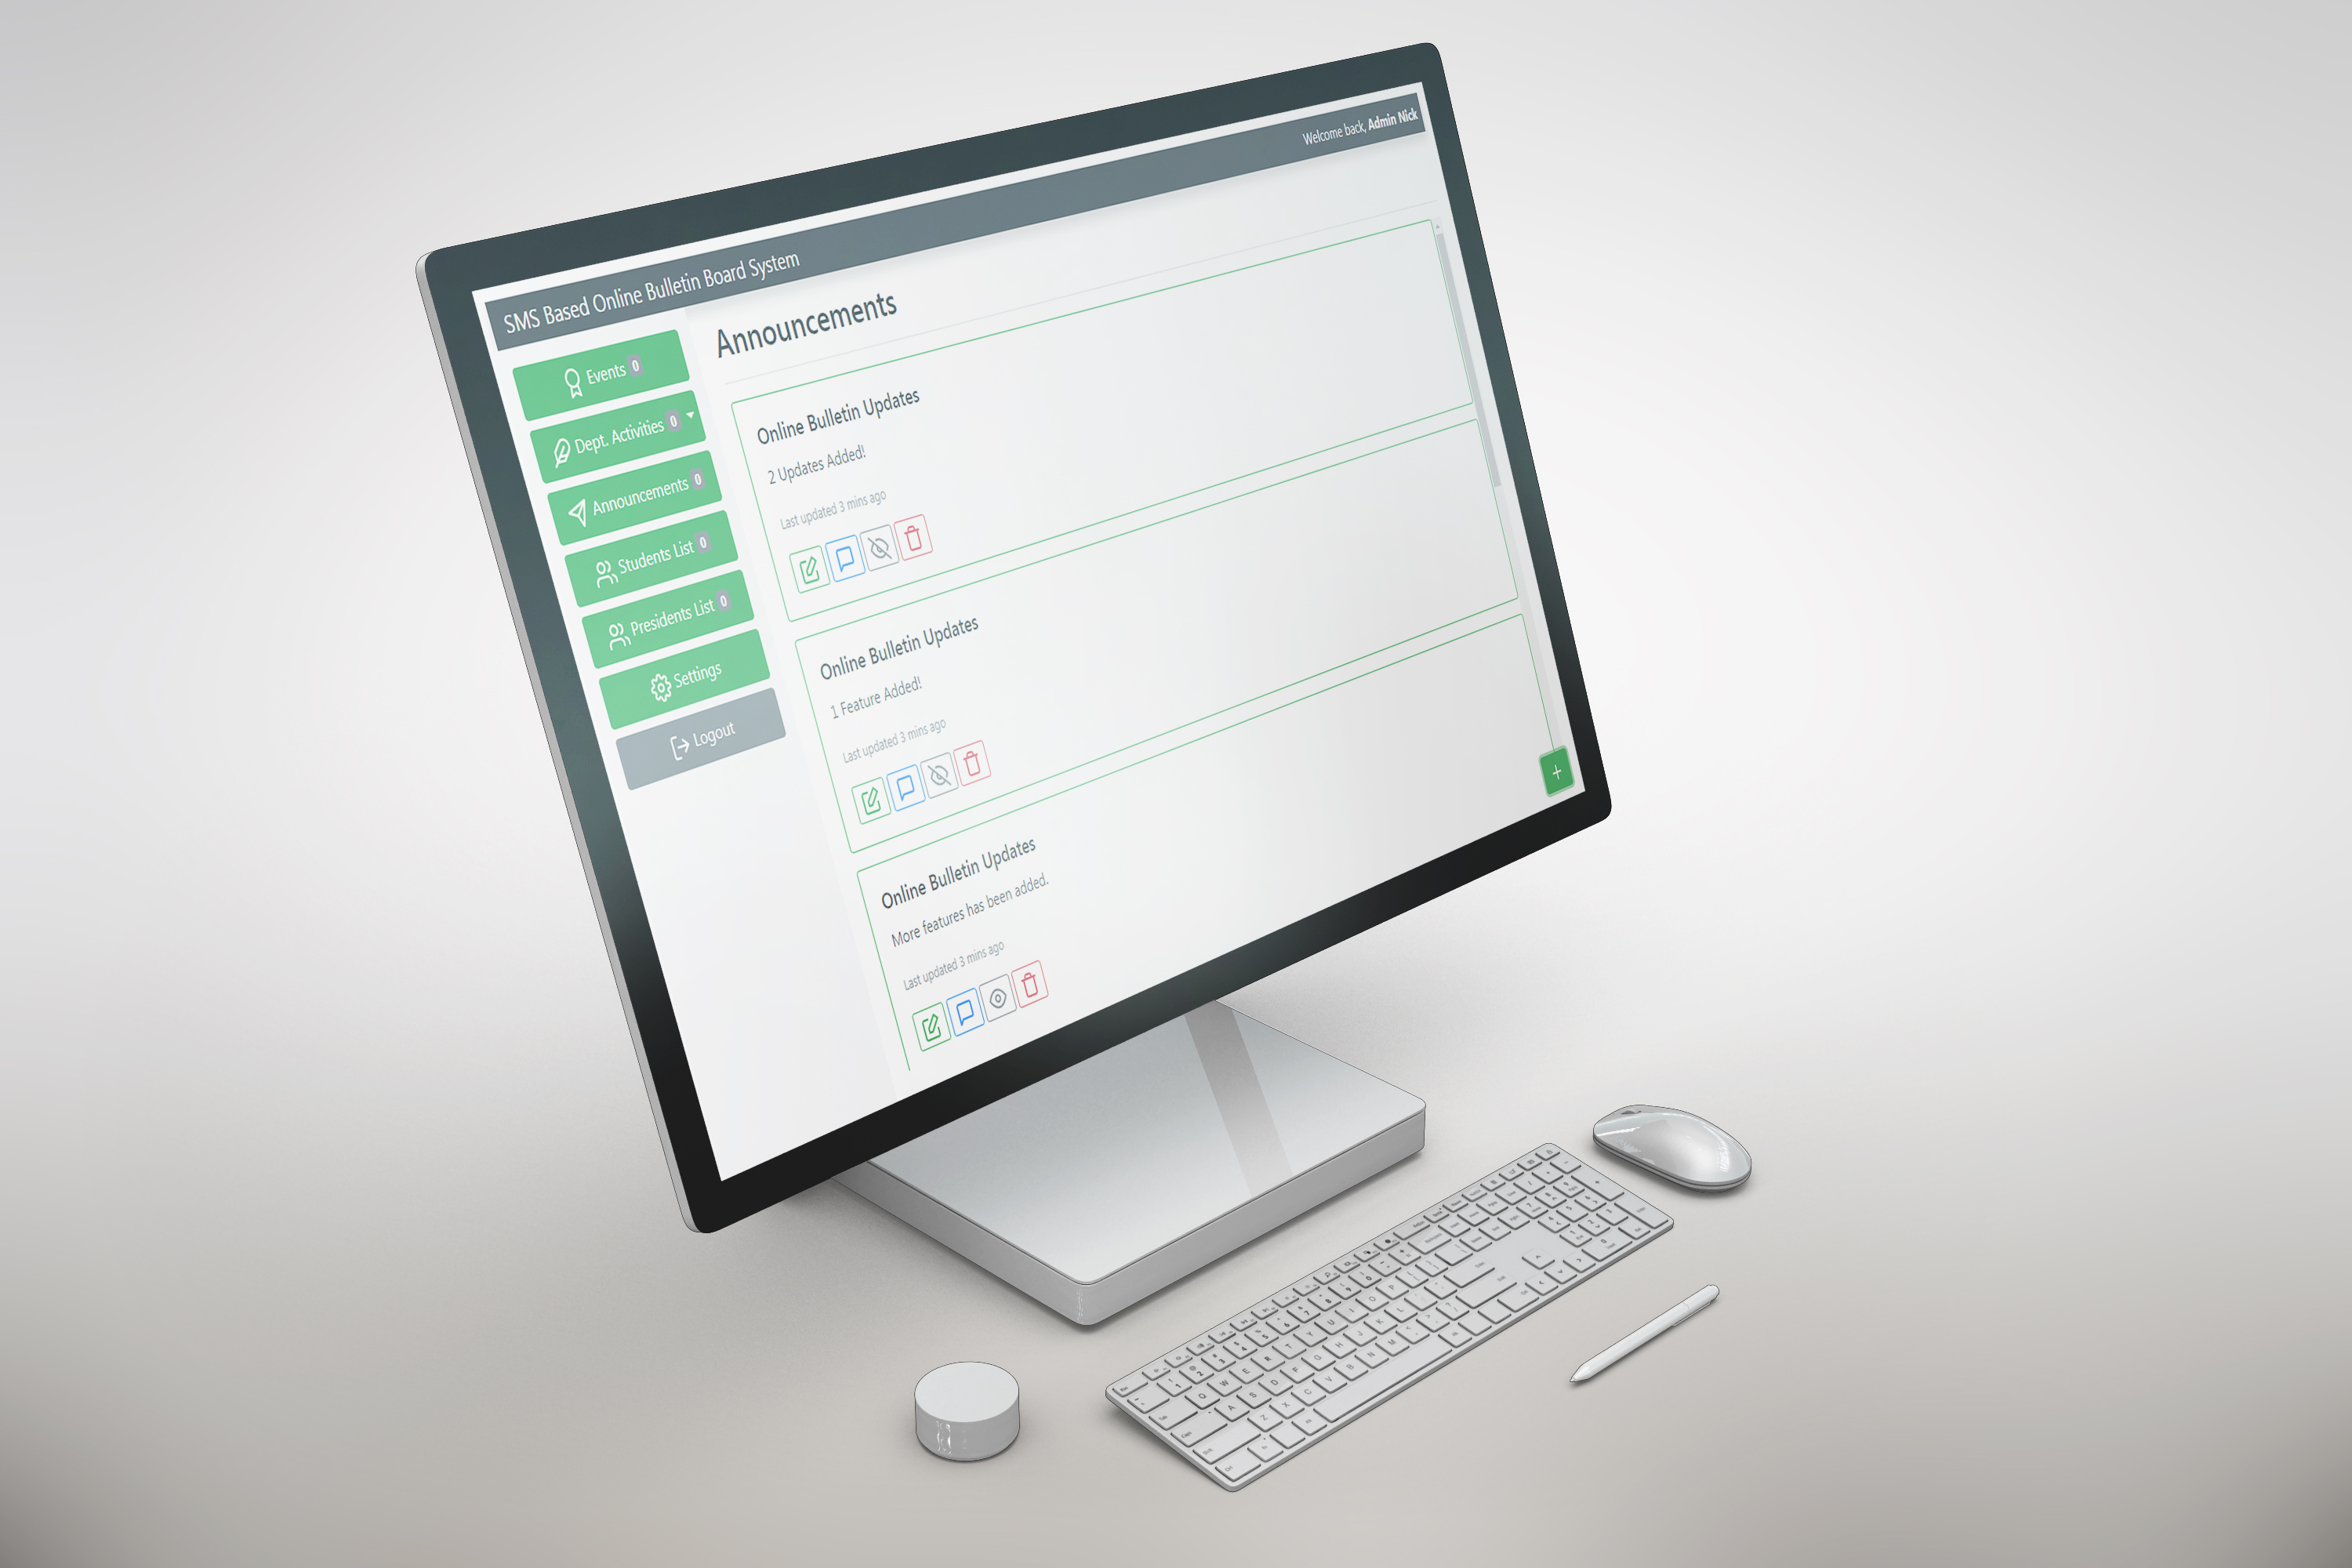 SMS Based Online Bulletin Board System
Welcome back, Admin Nick
Events 0
Dept. Activities 0
Announcements 0
Students List 0
Presidents List 0
Settings
Logout
Announcements
Online Bulletin Updates
2 Updates Added!
Last updated 3 mins ago
Online Bulletin Updates
1 Feature Added!
Last updated 3 mins ago
Online Bulletin Updates
More features has been added.
Last updated 3 mins ago
+